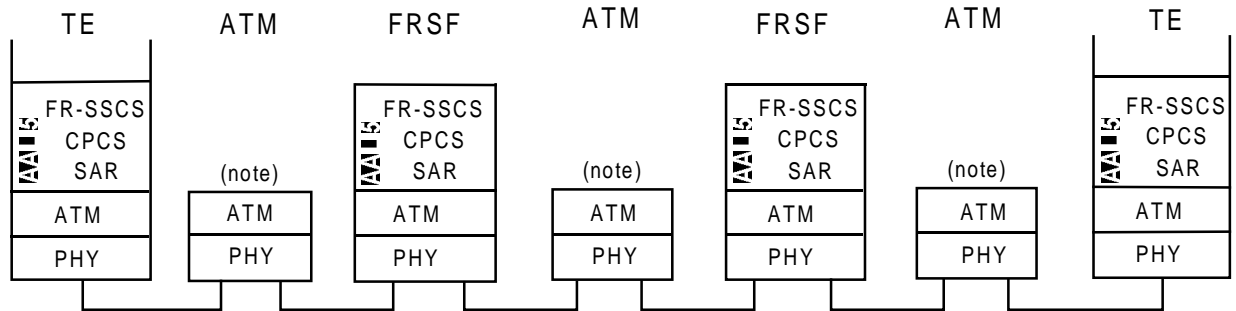 TE ATM FRSF ATM FRSF ATM TE
FR-SSCS FR-SSCS FR-SSCS FR-SSCS
AAL5 AAL5 AAL5 AAL5
CPCS CPCS CPCS CPCS
SAR (note) SAR (note) SAR (note) SAR
ATM ATM ATM ATM ATM ATM ATM
PHY PHY PHY PHY PHY PHY PHY